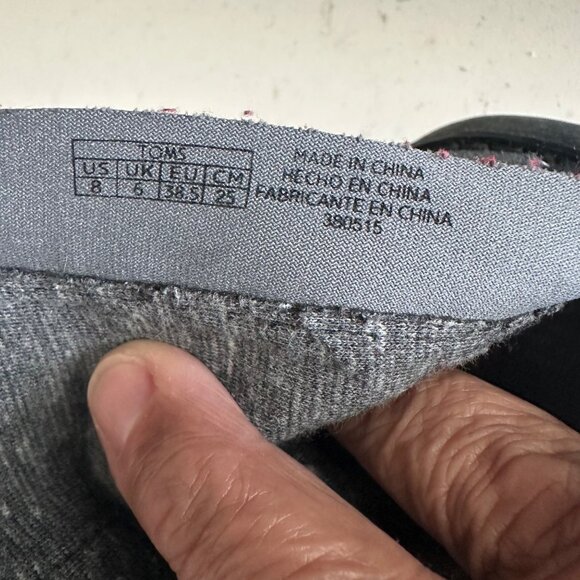 TOMS
US UK EU CM
8 6 38.5 25
MADE IN CHINA
HECHO EN CHINA
FABRICANTE EN CHINA
380515